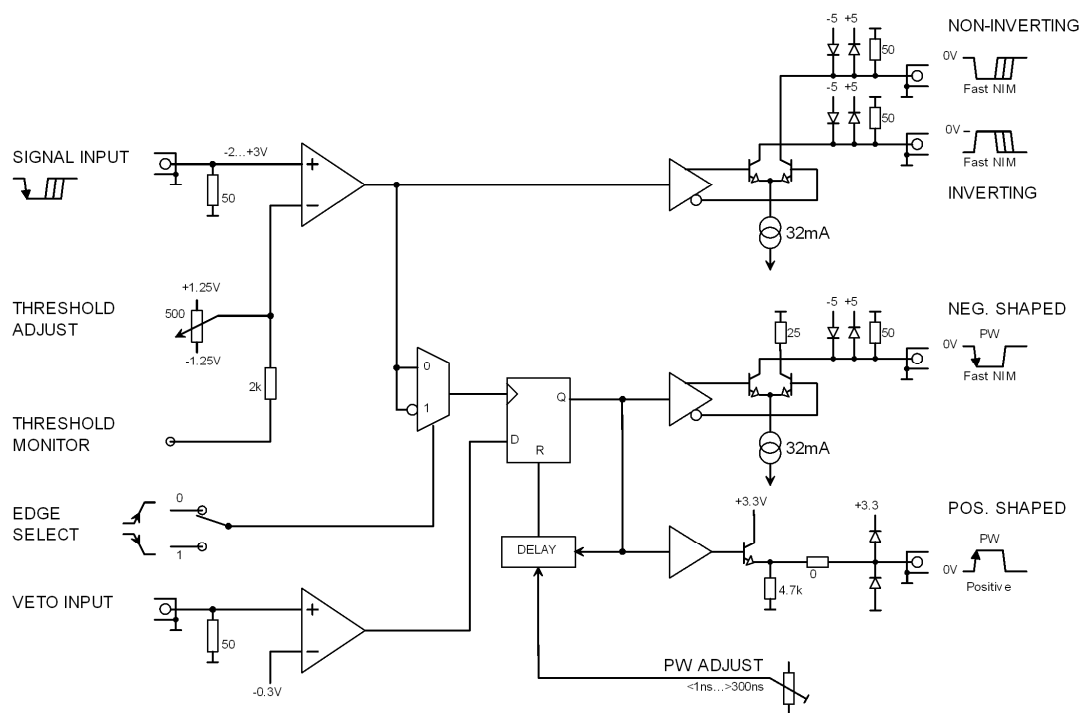 -5 +5
NON-INVERTING
50
0V
Fast NIM
-5 +5
50
0V
Fast NIM
INVERTING
SIGNAL INPUT
-2...+3V
+
50
−
32mA
THRESHOLD
ADJUST
+1.25V
500
-1.25V
2k
THRESHOLD
MONITOR
0
1
Q
D
R
25
-5 +5
50
NEG. SHAPED
PW
0V
Fast NIM
32mA
EDGE
SELECT
0
1
DELAY
+3.3V
4.7k
0
+3.3
POS. SHAPED
PW
0V
Positive
VETO INPUT
50
+
−
-0.3V
PW ADJUST
<1ns...>300ns